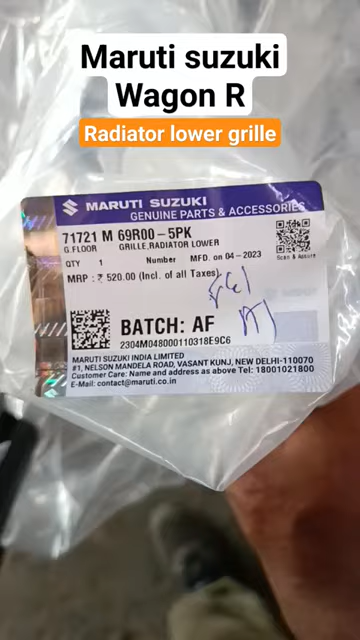 Maruti suzuki
Wagon R
Radiator lower grille
MARUTI SUZUKI
GENUINE PARTS & ACCESSORIES
71721 M 69R00-5PK
G.FLOOR GRILLE,RADIATOR LOWER
QTY 1 Number MFD. on 04-2023
Scan & Assure
MRP : ₹ 520.00 (Incl. of all Taxes)
BATCH: AF
2304M048000110318E9C6
MARUTI SUZUKI INDIA LIMITED
#1, NELSON MANDELA ROAD, VASANT KUNJ, NEW DELHI-110070
Customer Care: Name and address as above Tel: 18001021800
E-Mail: contact@maruti.co.in